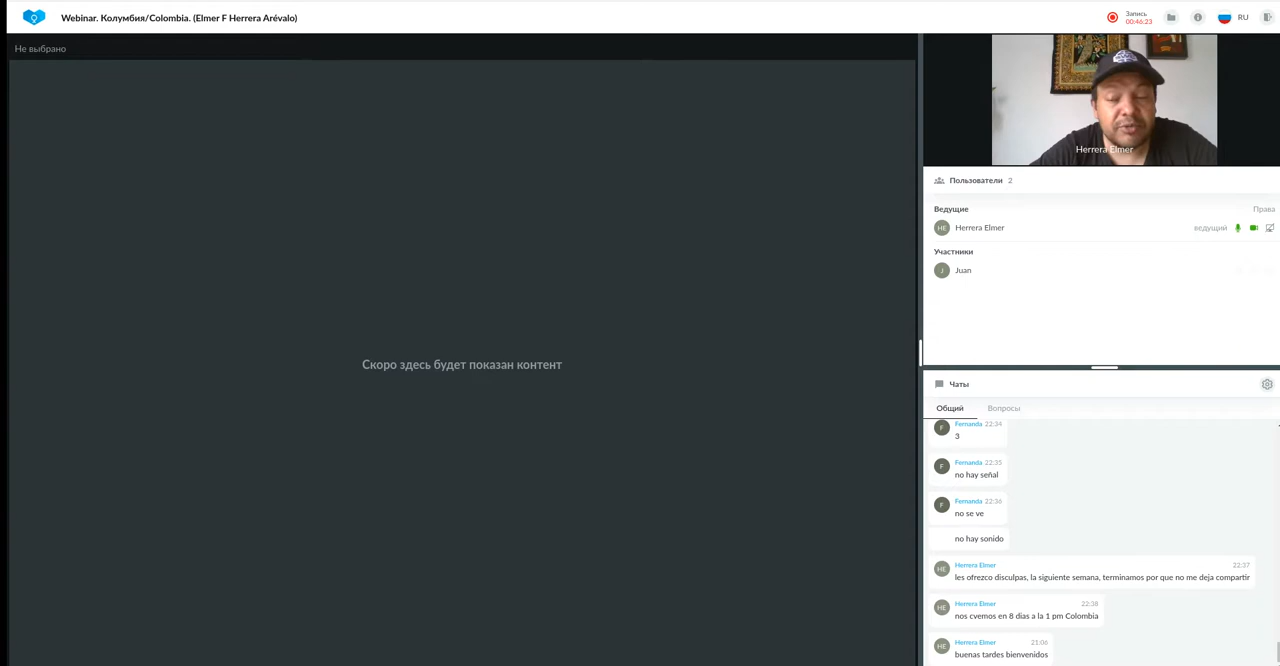 Webinar. Колумбия/Colombia. (Elmer F Herrera Arévalo)
Запись
00:46:23
RU
Не выбрано
Скоро здесь будет показан контент
Herrera Elmer
Пользователи 2
Ведущие Права
HE Herrera Elmer ведущий
Участники
J Juan
Чаты
Общий Вопросы
F Fernanda 22:34
3
F Fernanda 22:35
no hay señal
F Fernanda 22:36
no se ve
no hay sonido
HE Herrera Elmer 22:37
les ofrezco disculpas, la siguiente semana, terminamos por que no me deja compartir
HE Herrera Elmer 22:38
nos cvemos en 8 dias a la 1 pm Colombia
HE Herrera Elmer 21:06
buenas tardes bienvenidos